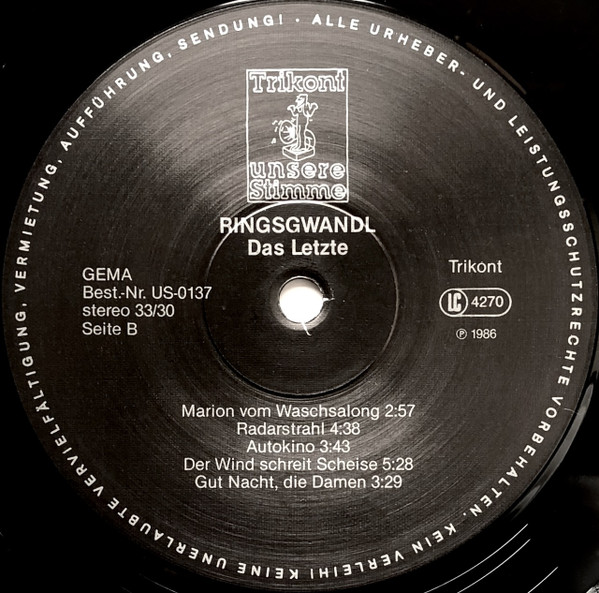 Trikont
unsere
Stimme
RINGSGWANDL
Das Letzte
GEMA
Best.-Nr. US-0137
stereo 33/30
Seite B
Trikont
LC 4270
℗ 1986
Marion vom Waschsalong 2:57
Radarstrahl 4:38
Autokino 3:43
Der Wind schreit Scheise 5:28
Gut Nacht, die Damen 3:29
ALLE URHEBER- UND LEISTUNGSSCHUTZRECHTE VORBEHALTEN. KEIN VERLEIH! KEINE UNERLAUBTE VERVIELFÄLTIGUNG, VERMIETUNG, AUFFÜHRUNG, SENDUNG! ·